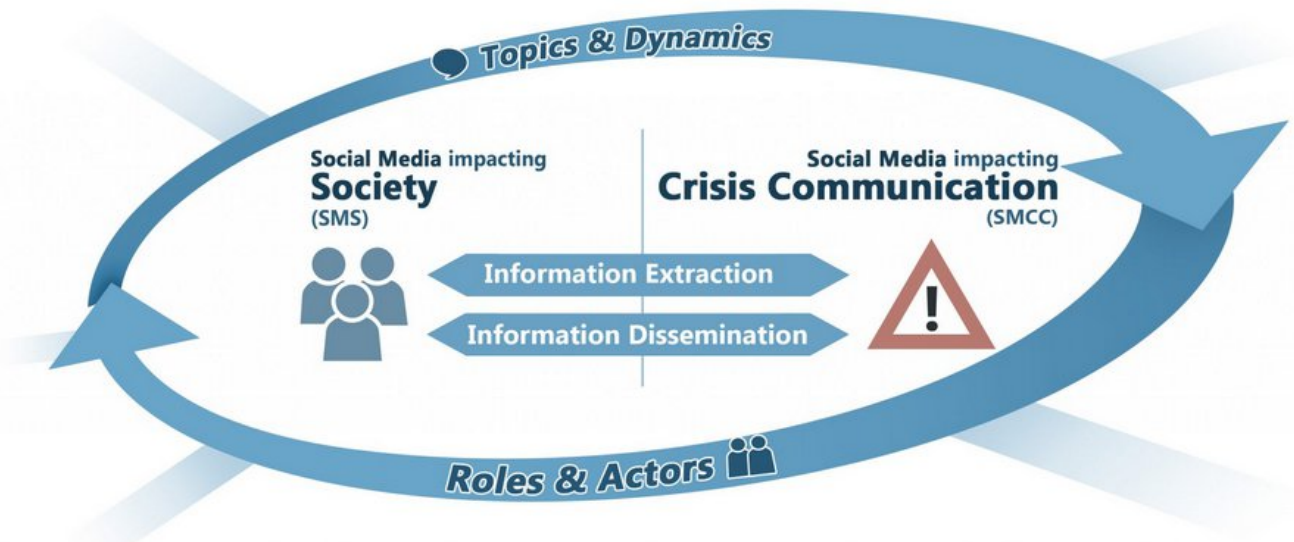 Topics & Dynamics
Social Media impacting
Society
(SMS)
Social Media impacting
Crisis Communication
(SMCC)
Information Extraction
Information Dissemination
Roles & Actors